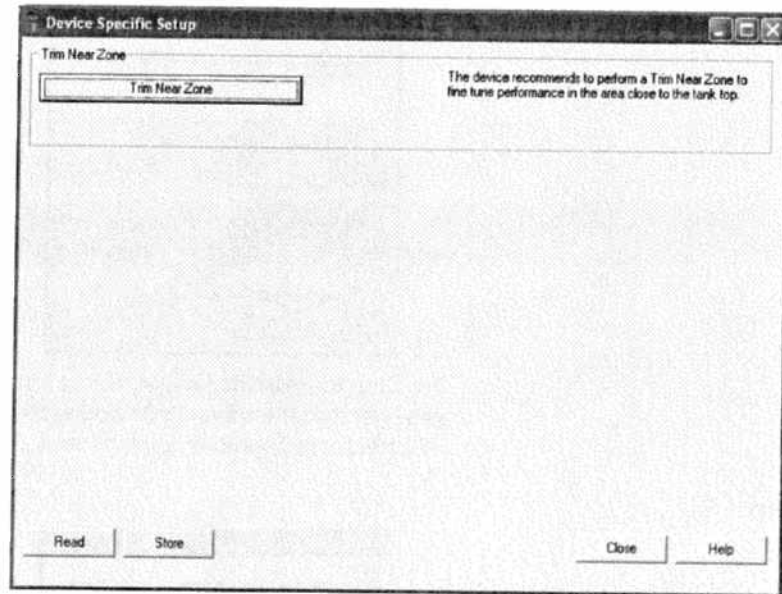 Device Specific Setup
Trim Near Zone
Trim Near Zone
The device recommends to perform a Trim Near Zone to
fine tune performance in the area close to the tank top.
Read
Store
Close
Help